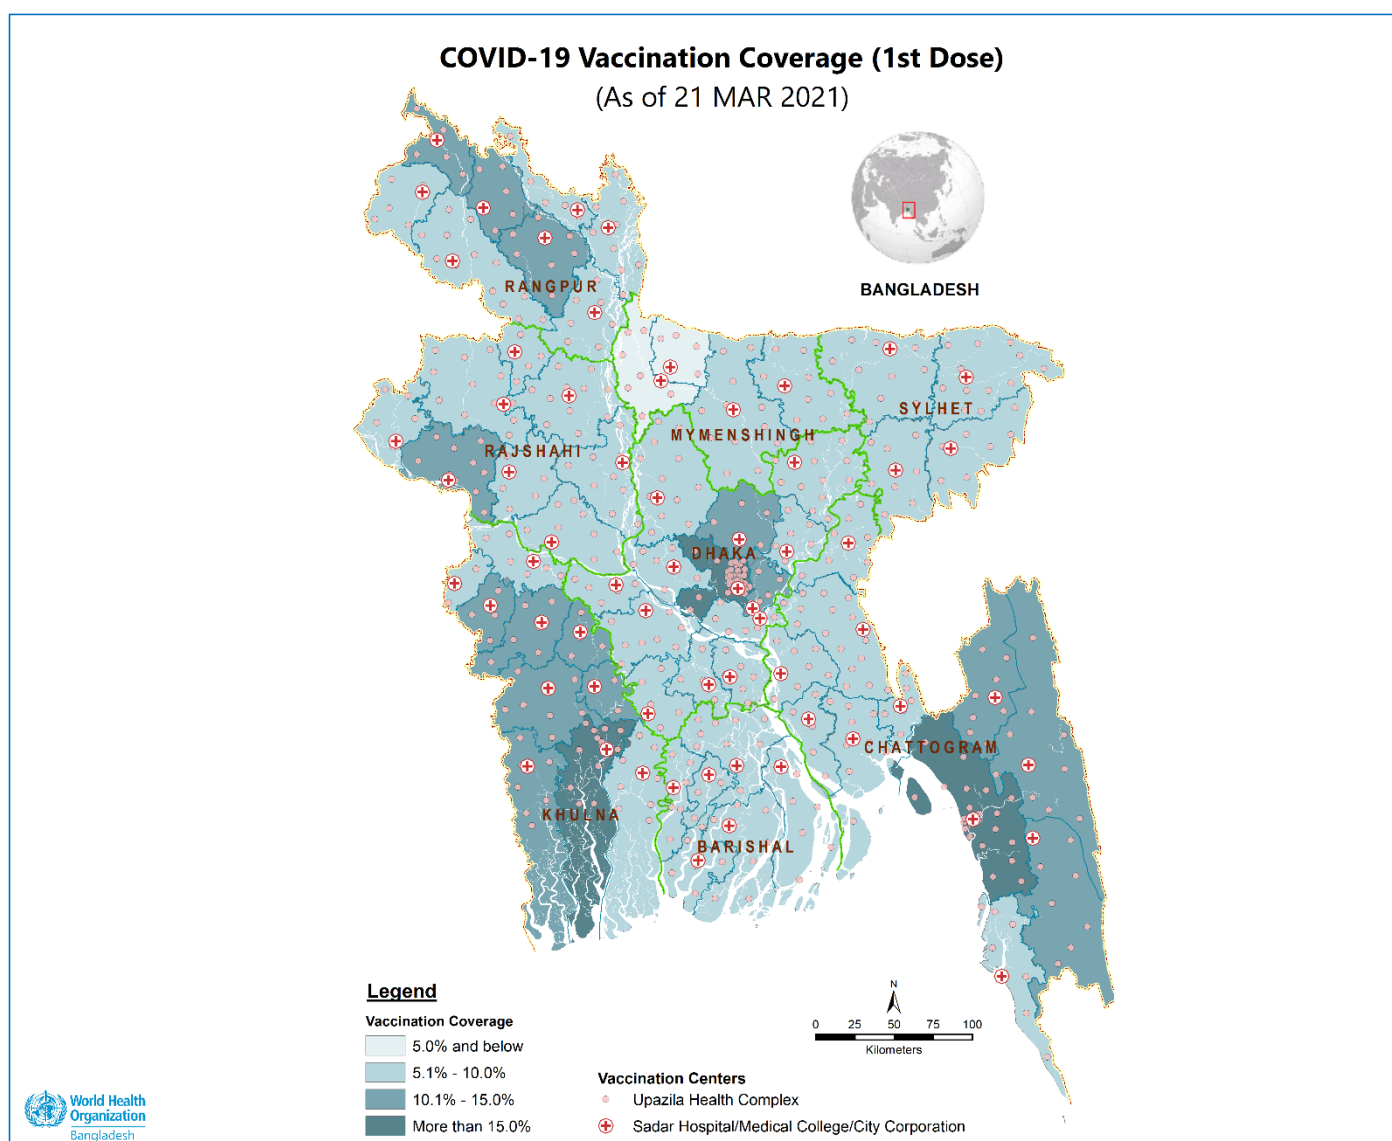 COVID-19 Vaccination Coverage (1st Dose)
(As of 21 MAR 2021)
BANGLADESH
RANGPUR
SYLHET
MYMENSHINGH
RAJSHAHI
DHAKA
CHATTOGRAM
KHULNA
BARISHAL
Legend
Vaccination Coverage
5.0% and below
5.1% - 10.0%
10.1% - 15.0%
More than 15.0%
N
0 25 50 75 100
Kilometers
Vaccination Centers
Upazila Health Complex
Sadar Hospital/Medical College/City Corporation
World Health
Organization
Bangladesh